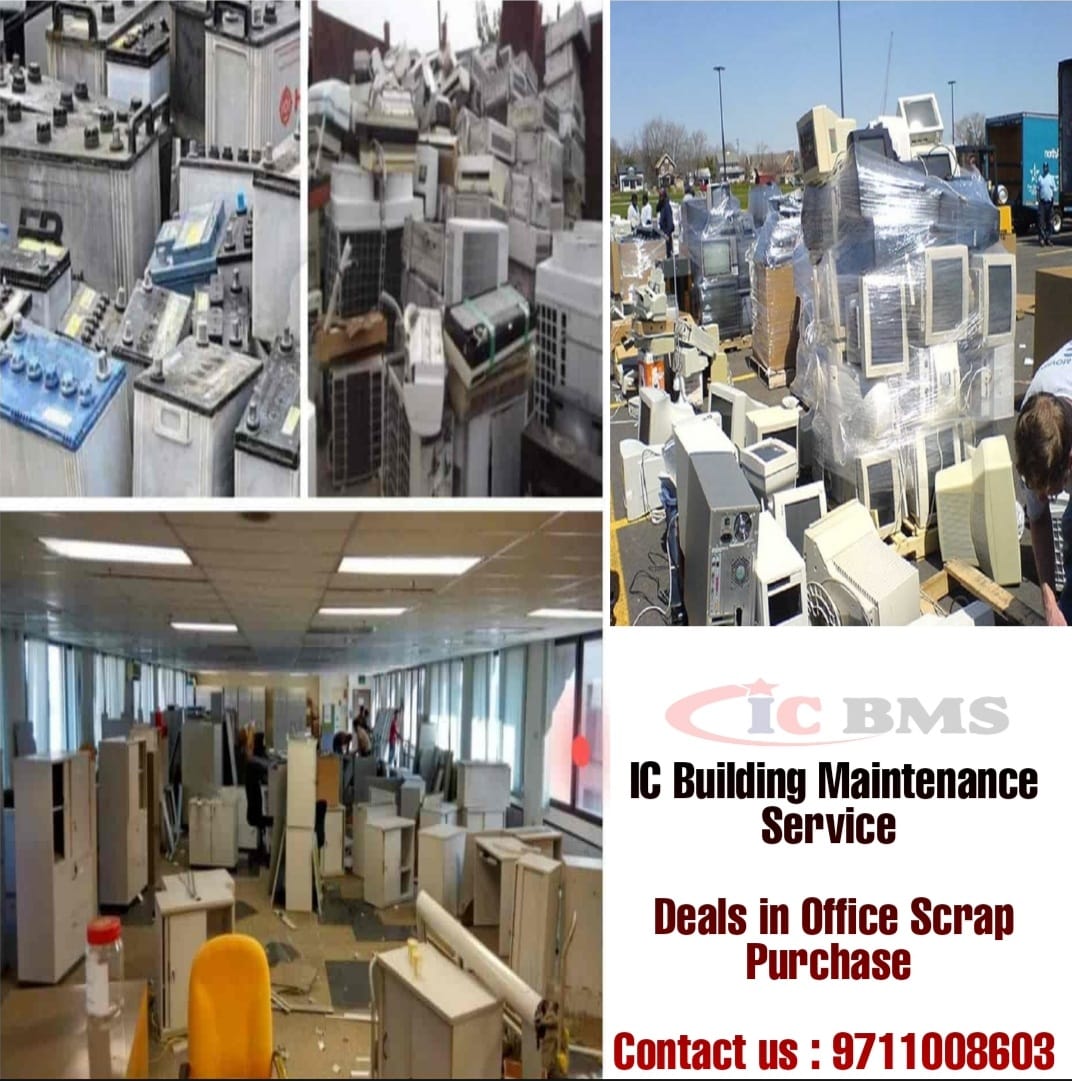 IC BMS
IC Building Maintenance
Service
Deals in Office Scrap
Purchase
Contact us : 9711008603